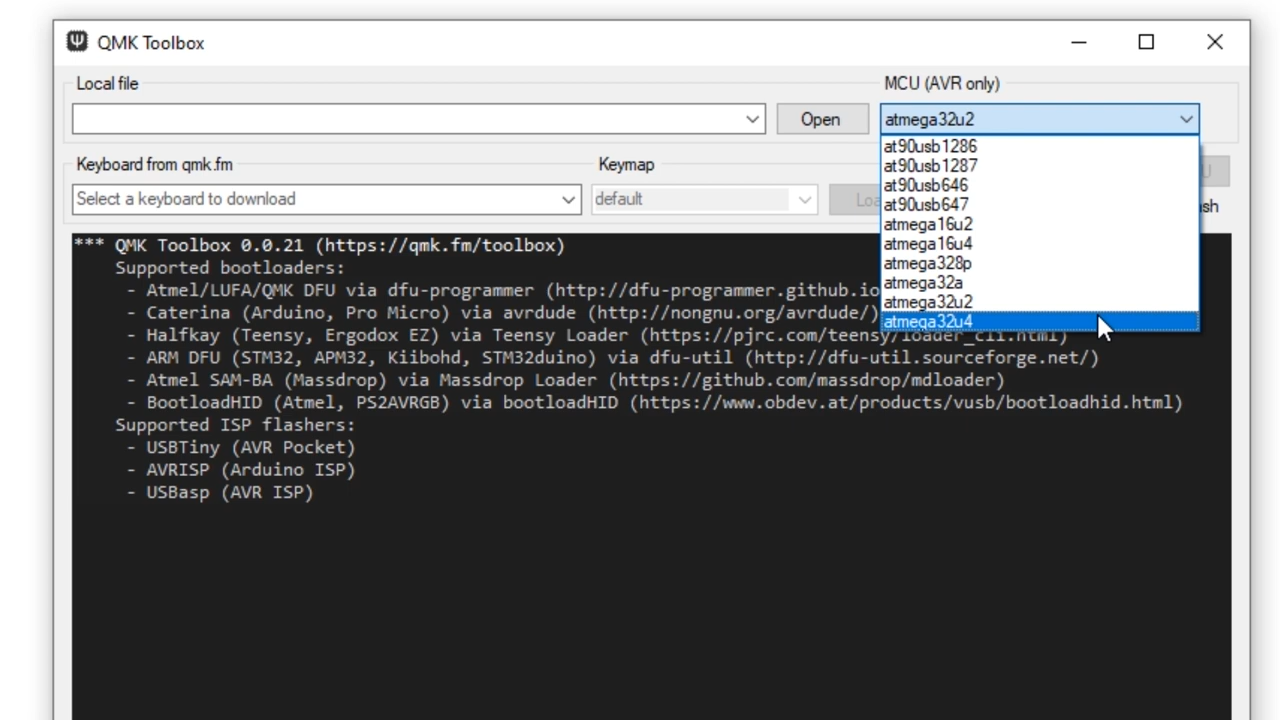 QMK Toolbox
Local file
MCU (AVR only)
Open
atmega32u2
at90usb1286
at90usb1287
at90usb646
at90usb647
atmega16u2
atmega16u4
atmega328p
atmega32a
atmega32u2
atmega32u4
Keyboard from qmk.fm
Keymap
Select a keyboard to download
default
*** QMK Toolbox 0.0.21 (https://qmk.fm/toolbox)
Supported bootloaders:
- Atmel/LUFA/QMK DFU via dfu-programmer (http://dfu-programmer.github.io
- Caterina (Arduino, Pro Micro) via avrdude (http://nongnu.org/avrdude/)
- Halfkay (Teensy, Ergodox EZ) via Teensy Loader (https://pjrc.com/teensy/loader_cli.html)
- ARM DFU (STM32, APM32, Kiibohd, STM32duino) via dfu-util (http://dfu-util.sourceforge.net/)
- Atmel SAM-BA (Massdrop) via Massdrop Loader (https://github.com/massdrop/mdloader)
- BootloadHID (Atmel, PS2AVRGB) via bootloadHID (https://www.obdev.at/products/vusb/bootloadhid.html)
Supported ISP flashers:
- USBTiny (AVR Pocket)
- AVRISP (Arduino ISP)
- USBasp (AVR ISP)